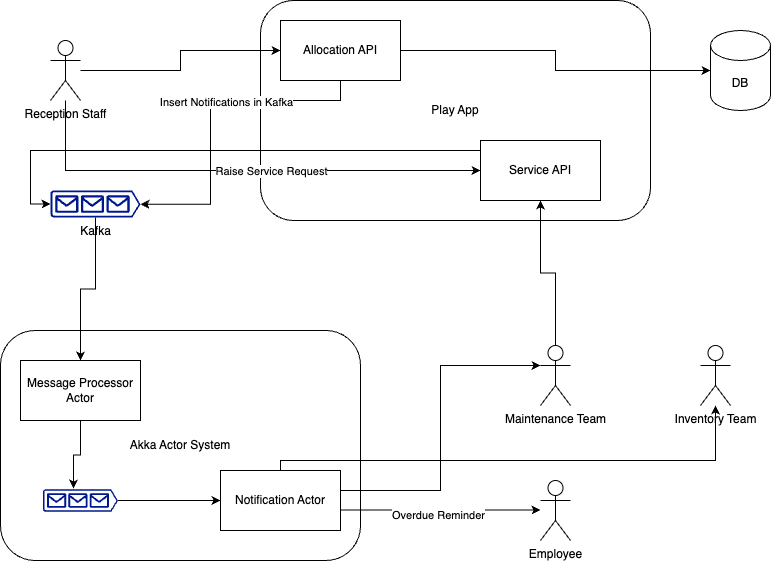 Allocation API
DB
Reception Staff
Insert Notifications in Kafka
Play App
Raise Service Request
Service API
Kafka
Message Processor
Actor
Maintenance Team
Inventory Team
Akka Actor System
Notification Actor
Overdue Reminder
Employee